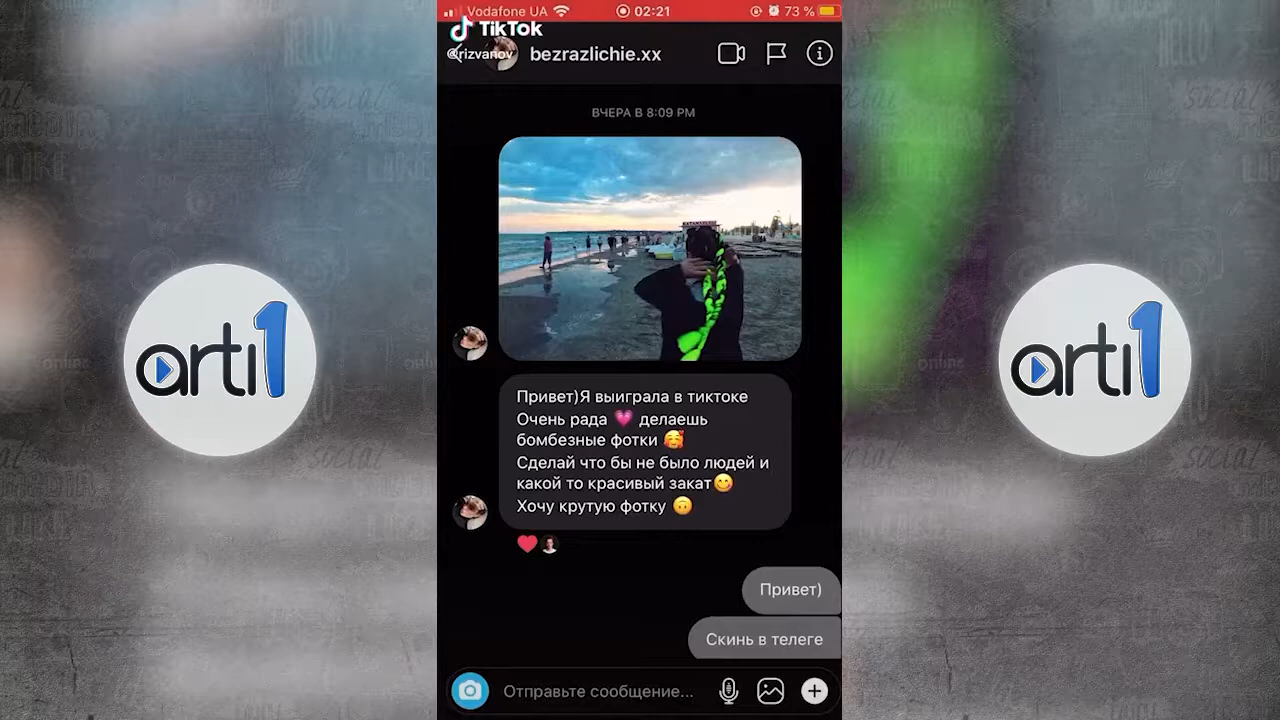 Vodafone UA
02:21
73 %
TikTok
@rizvanov
bezrazlichie.xx
ВЧЕРА В 8:09 PM
Привет)Я выиграла в тиктоке
Очень рада 💗 делаешь
бомбезные фотки 🥰
Сделай что бы не было людей и
какой то красивый закат😋
Хочу крутую фотку 🙃
Привет)
Скинь в телеге
Отправьте сообщение...
arti1
arti1